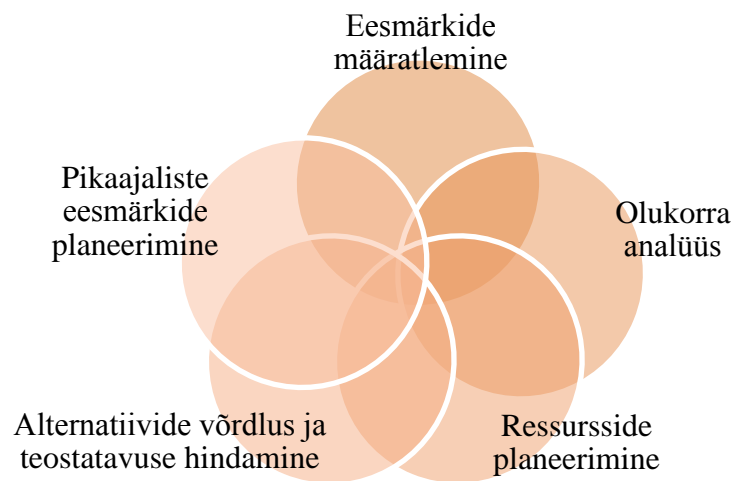 Eesmärkide
määratlemine
Olukorra
analüüs
Ressursside
planeerimine
Alternatiivide võrdlus ja
teostatavuse hindamine
Pikaajaliste
eesmärkide
planeerimine